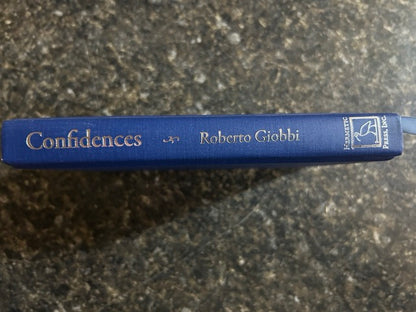 Confidences
Roberto Giobbi
HERMETIC
PRESS, INC.